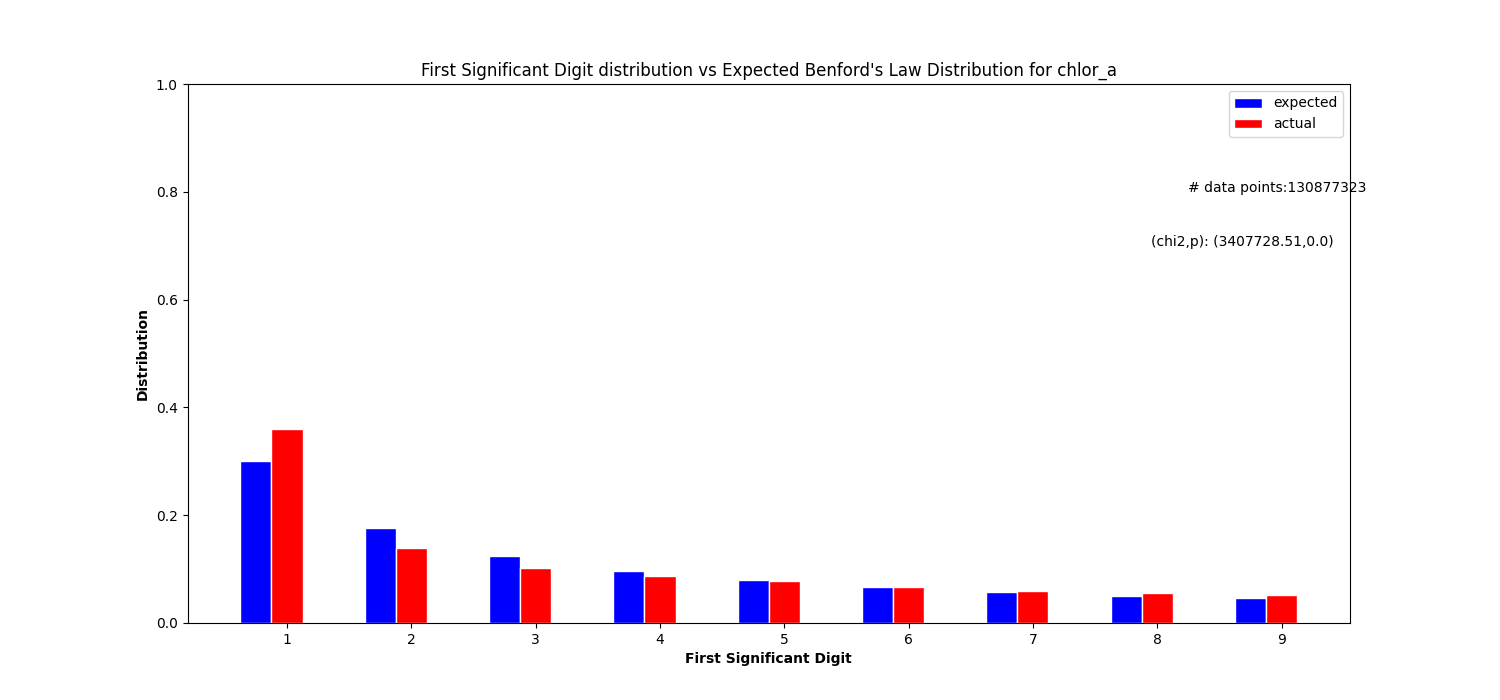 First Significant Digit distribution vs Expected Benford's Law Distribution for chlor_a
1.0
0.8
0.6
0.4
0.2
0.0
Distribution
expected
actual
# data points:130877323
(chi2,p): (3407728.51,0.0)
1 2 3 4 5 6 7 8 9
First Significant Digit